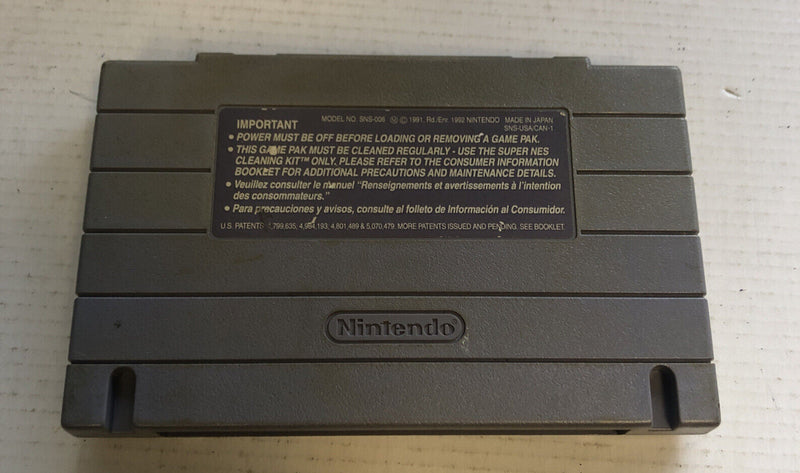 IMPORTANT MODEL NO. SNS-006 Ⓜ © 1991, Rd./Enr. 1992 NINTENDO MADE IN JAPAN
SNS-USA/CAN-1
• POWER MUST BE OFF BEFORE LOADING OR REMOVING A GAME PAK.
• THIS GAME PAK MUST BE CLEANED REGULARLY - USE THE SUPER NES
CLEANING KIT™ ONLY. PLEASE REFER TO THE CONSUMER INFORMATION
BOOKLET FOR ADDITIONAL PRECAUTIONS AND MAINTENANCE DETAILS.
• Veuillez consulter le manuel "Renseignements et avertissements à l'intention
des consommateurs."
• Para precauciones y avisos, consulte al folleto de Información al Consumidor.
U.S. PATENTS 4,799,635, 4,984,193, 4,801,489 & 5,070,479. MORE PATENTS ISSUED AND PENDING. SEE BOOKLET.
Nintendo